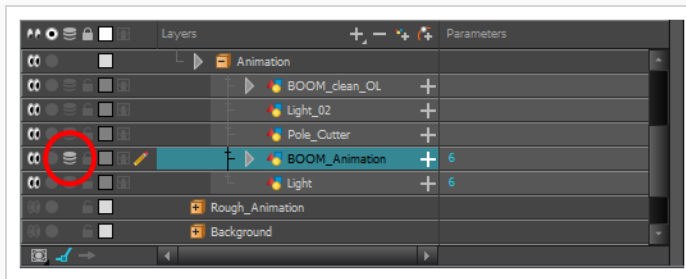 Layers Parameters
Animation
BOOM_clean_OL
Light_02
Pole_Cutter
BOOM_Animation 6
Light 6
Rough_Animation
Background